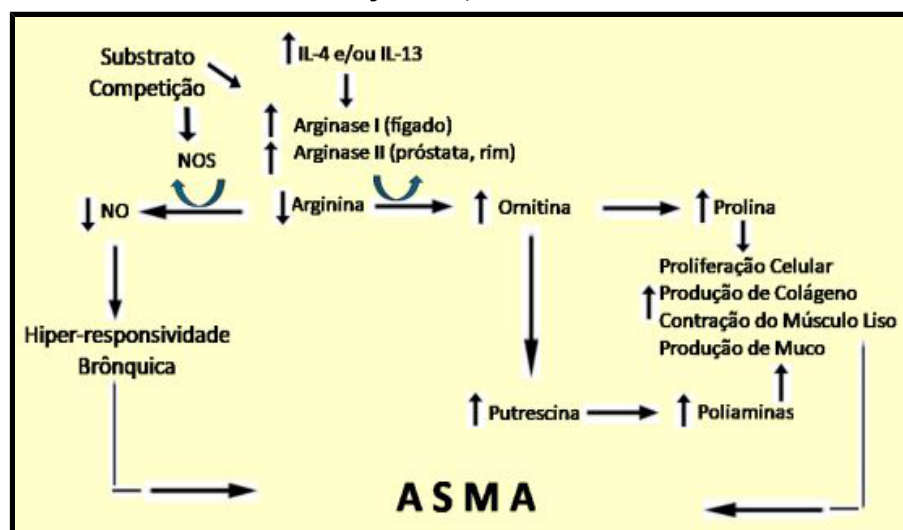 Substrato
Competição
IL-4 e/ou IL-13
Arginase I (fígado)
Arginase II (próstata, rim)
NOS
NO
Arginina
Ornitina
Prolina
Proliferação Celular
Produção de Colágeno
Contração do Músculo Liso
Produção de Muco
Hiper-responsividade
Brônquica
Putrescina
Poliaminas
ASMA